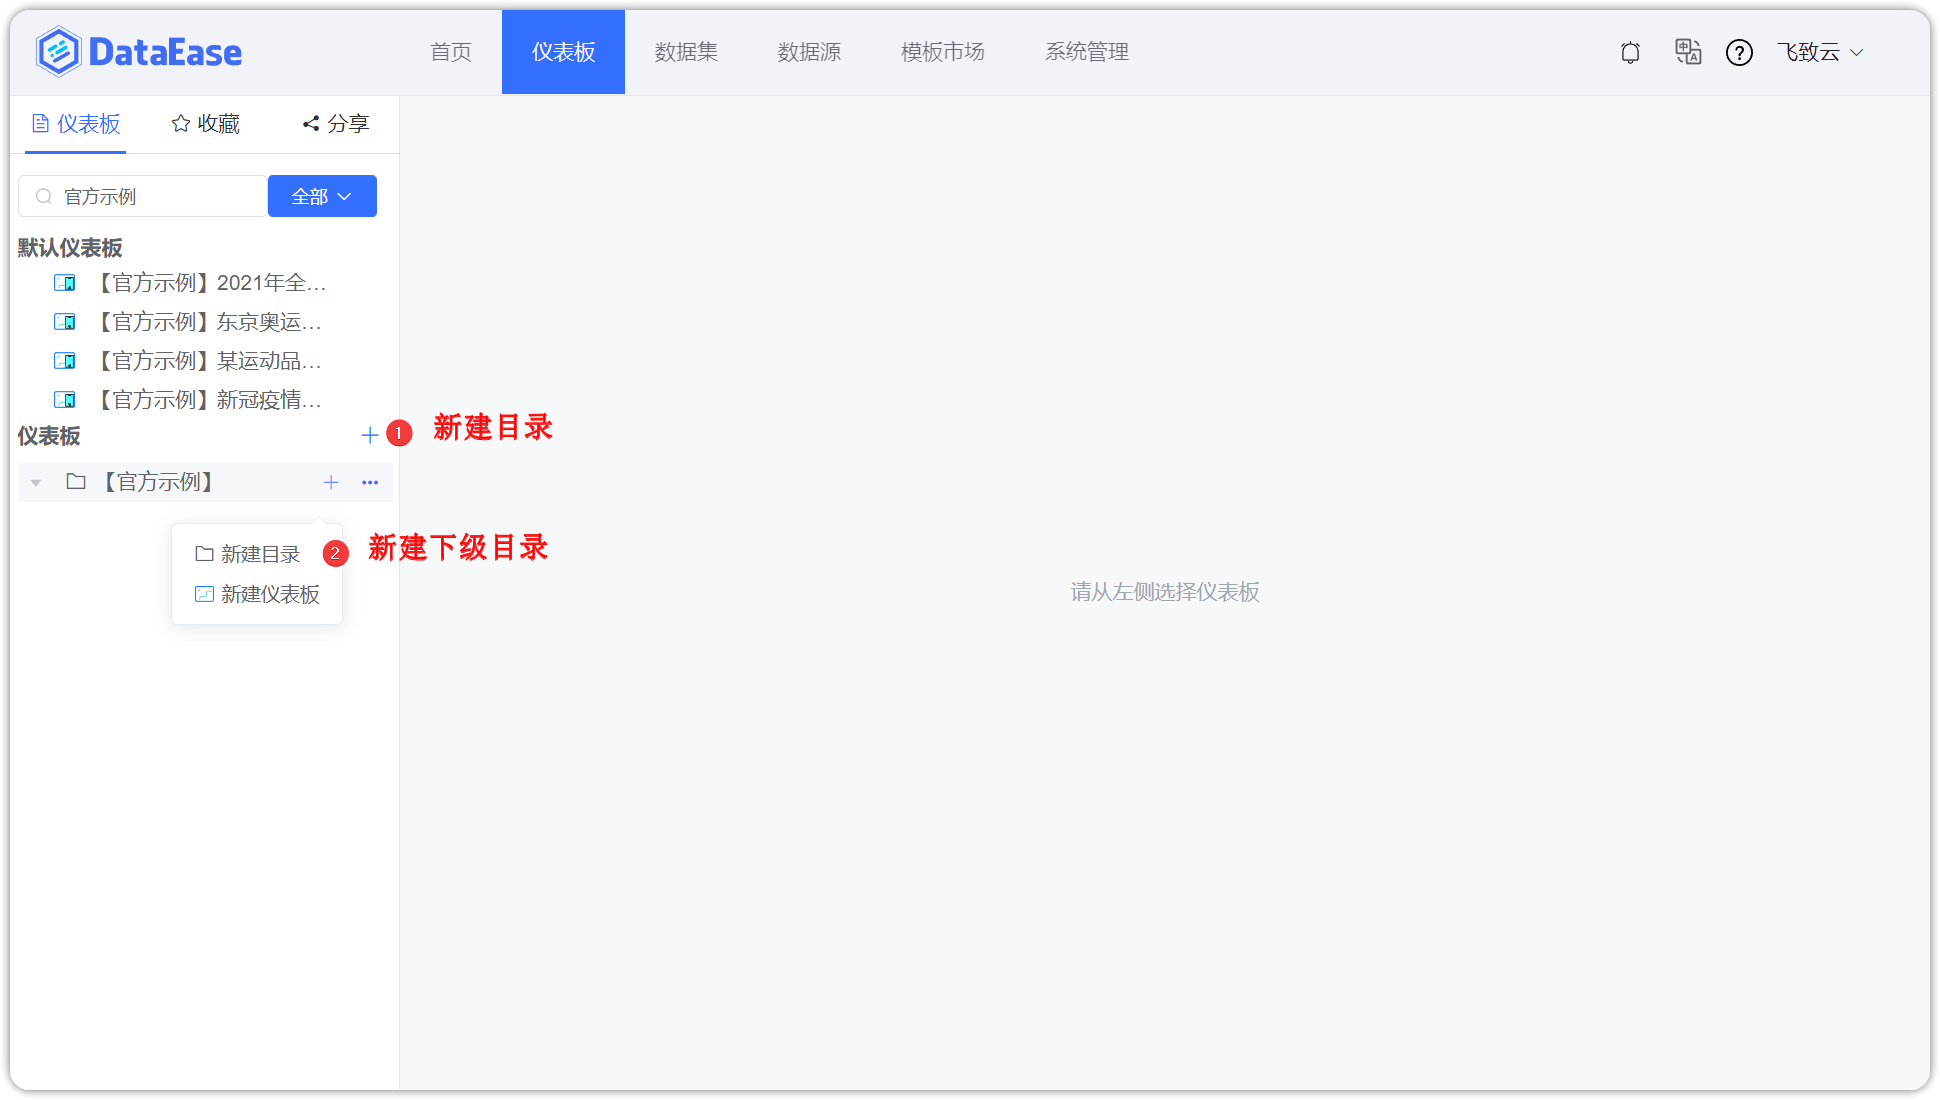 DataEase 首页 仪表板 数据集 数据源 模板市场 系统管理 中 A ? 飞致云
仪表板 收藏 分享
官方示例 全部
默认仪表板
【官方示例】2021年全...
【官方示例】东京奥运...
【官方示例】某运动品...
【官方示例】新冠疫情...
仪表板 1 新建目录
【官方示例】
新建目录 2 新建下级目录
新建仪表板
请从左侧选择仪表板